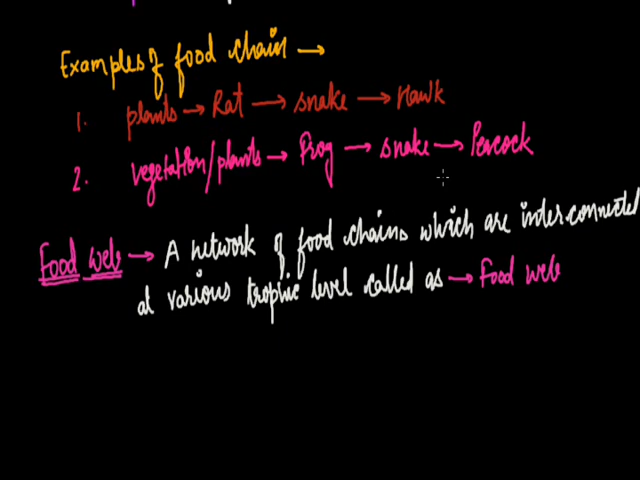 Examples of food chain →
1. plants → Rat → snake → Hawk
2. vegetation/plants → Frog → snake → Peacock
Food web → A network of food chains which are interconnected
at various trophic level called as → Food web